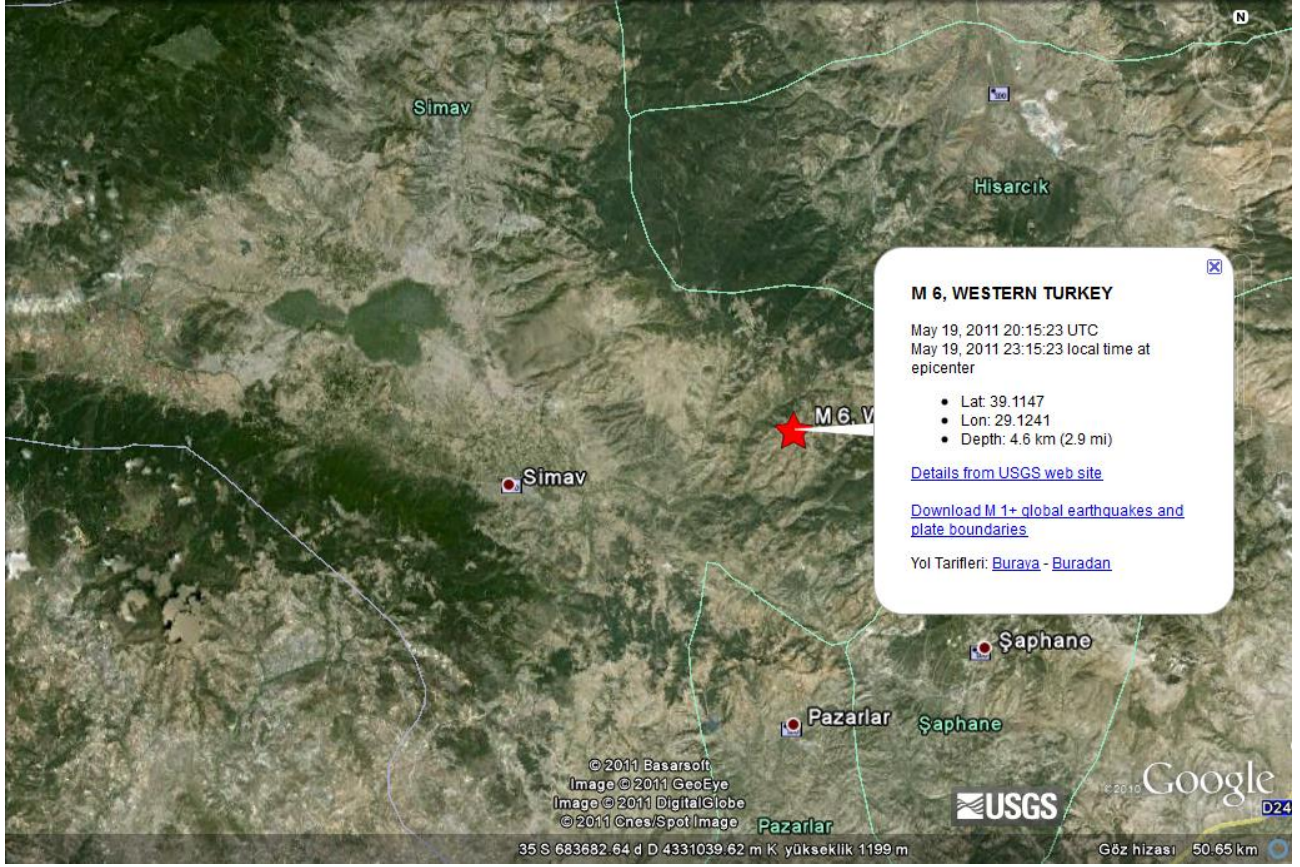 N
Simav
Hisarcık
M 6, WESTERN TURKEY
May 19, 2011 20:15:23 UTC
May 19, 2011 23:15:23 local time at
epicenter
• Lat: 39.1147
• Lon: 29.1241
• Depth: 4.6 km (2.9 mi)
Details from USGS web site
Download M 1+ global earthquakes and
plate boundaries
Yol Tarifleri: Buraya - Buradan
M 6, W
Simav
Şaphane
Pazarlar
Şaphane
© 2011 Basarsoft
Image © 2011 GeoEye
Image © 2011 DigitalGlobe
© 2011 Cnes/Spot Image
Pazarlar
USGS
© 2010 Google
D24
35 S 683682.64 d D 4331039.62 m K yükseklik 1199 m
Göz hizası 50.65 km